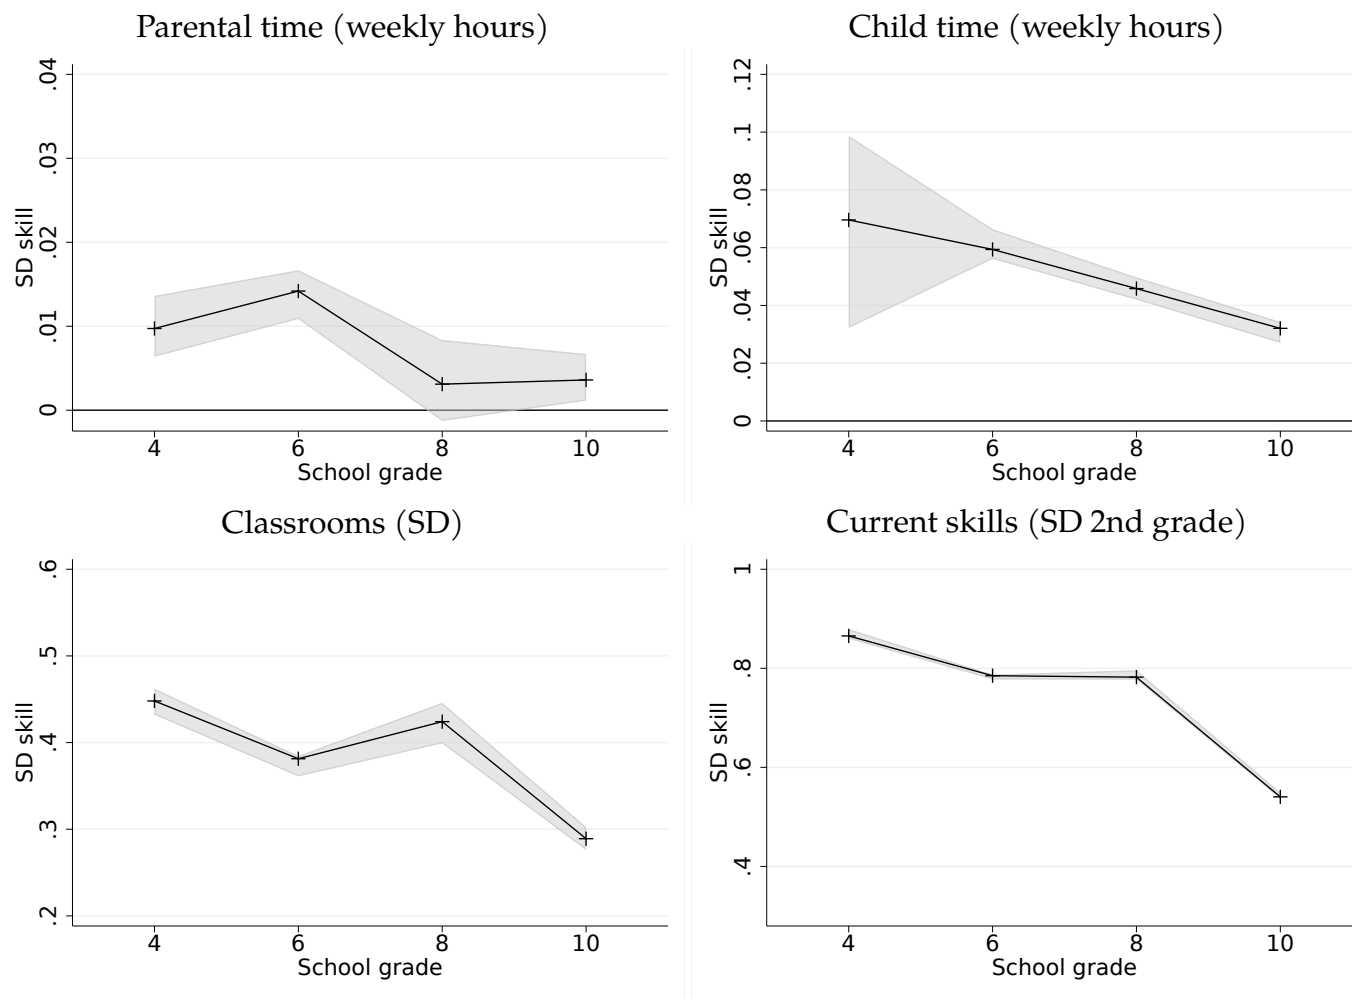 Parental time (weekly hours)
SD skill
.04
.03
.02
.01
0
4 6 8 10
School grade
Child time (weekly hours)
SD skill
.12
.1
.08
.06
.04
.02
0
4 6 8 10
School grade
Classrooms (SD)
SD skill
.6
.5
.4
.3
.2
4 6 8 10
School grade
Current skills (SD 2nd grade)
SD skill
1
.8
.6
.4
4 6 8 10
School grade